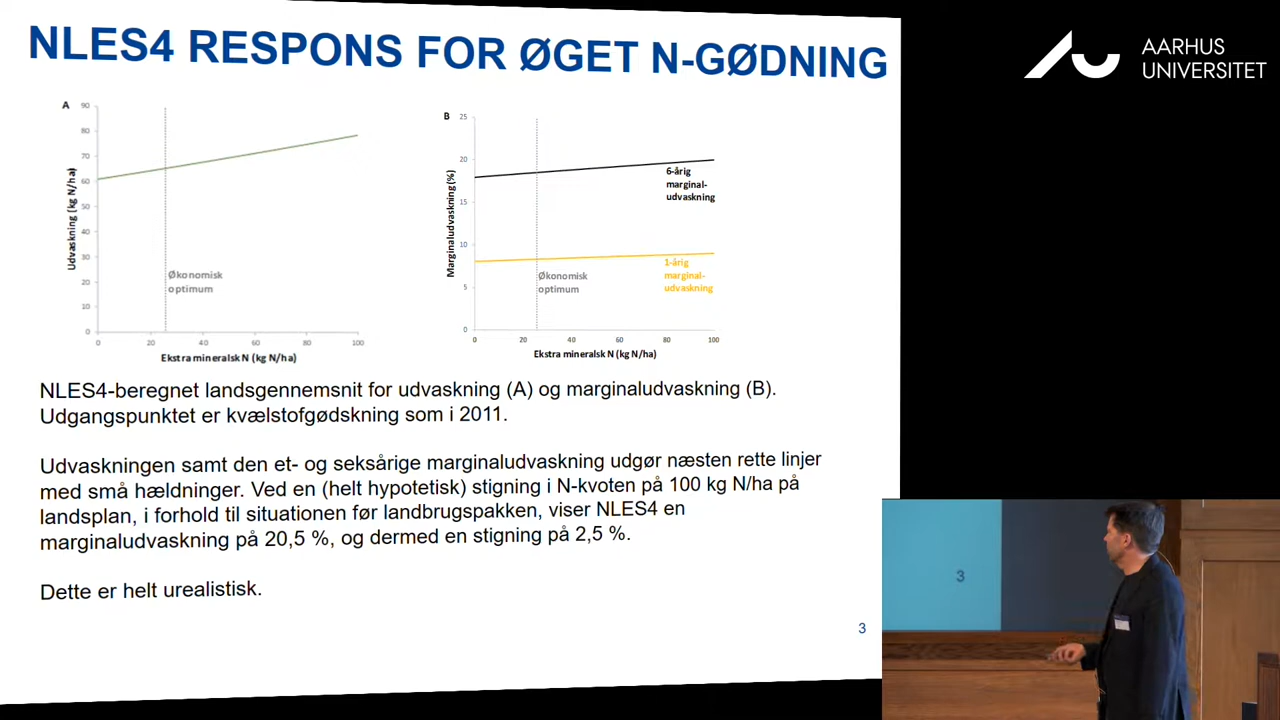 NLES4 RESPONS FOR ØGET N-GØDNING
AARHUS
UNIVERSITET
A
90
80
70
60
50
40
30
20
10
0
Udvaskning (kg N/ha)
Økonomisk
optimum
0 20 40 60 80 100
Ekstra mineralsk N (kg N/ha)
B
25
20
15
10
5
0
Marginaludvaskning (%)
6-årig
marginal-
udvaskning
1-årig
marginal-
udvaskning
Økonomisk
optimum
0 20 40 60 80 100
Ekstra mineralsk N (kg N/ha)
NLES4-beregnet landsgennemsnit for udvaskning (A) og marginaludvaskning (B).
Udgangspunktet er kvælstofgødskning som i 2011.
Udvaskningen samt den et- og seksårige marginaludvaskning udgør næsten rette linjer
med små hældninger. Ved en (helt hypotetisk) stigning i N-kvoten på 100 kg N/ha på
landsplan, i forhold til situationen før landbrugspakken, viser NLES4 en
marginaludvaskning på 20,5 %, og dermed en stigning på 2,5 %.
Dette er helt urealistisk.
3
3